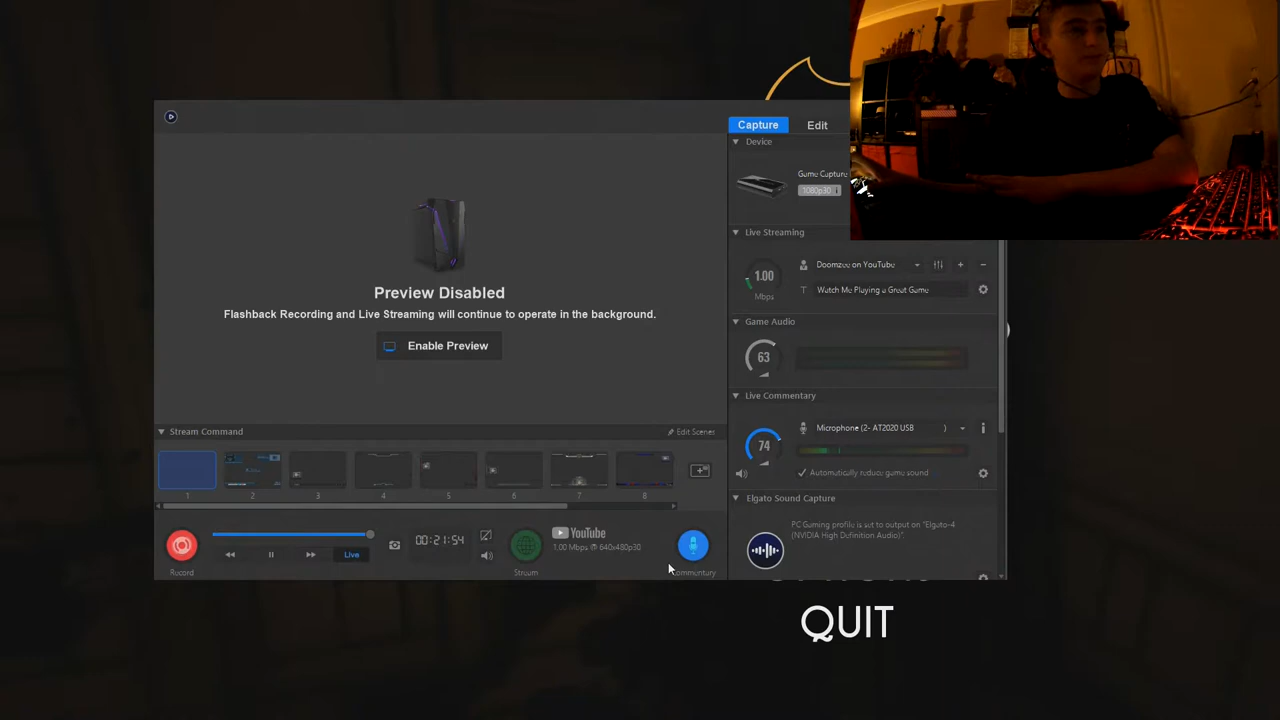 Capture Edit
Device
Game Capture
1080p30
Preview Disabled
Flashback Recording and Live Streaming will continue to operate in the background.
Enable Preview
Live Streaming
1.00
Mbps
Doomzee on YouTube
Watch Me Playing a Great Game
Game Audio
63
Live Commentary
74
Microphone (2- AT2020 USB )
Automatically reduce game sound
Stream Command
Edit Scenes
1 2 3 4 5 6 7 8
Elgato Sound Capture
PC Gaming profile is set to output on "Elgato-4
(NVIDIA High Definition Audio)"
Record
Live
00:21:54
Stream
YouTube
1.00 Mbps @ 640x480p30
Commentary
QUIT